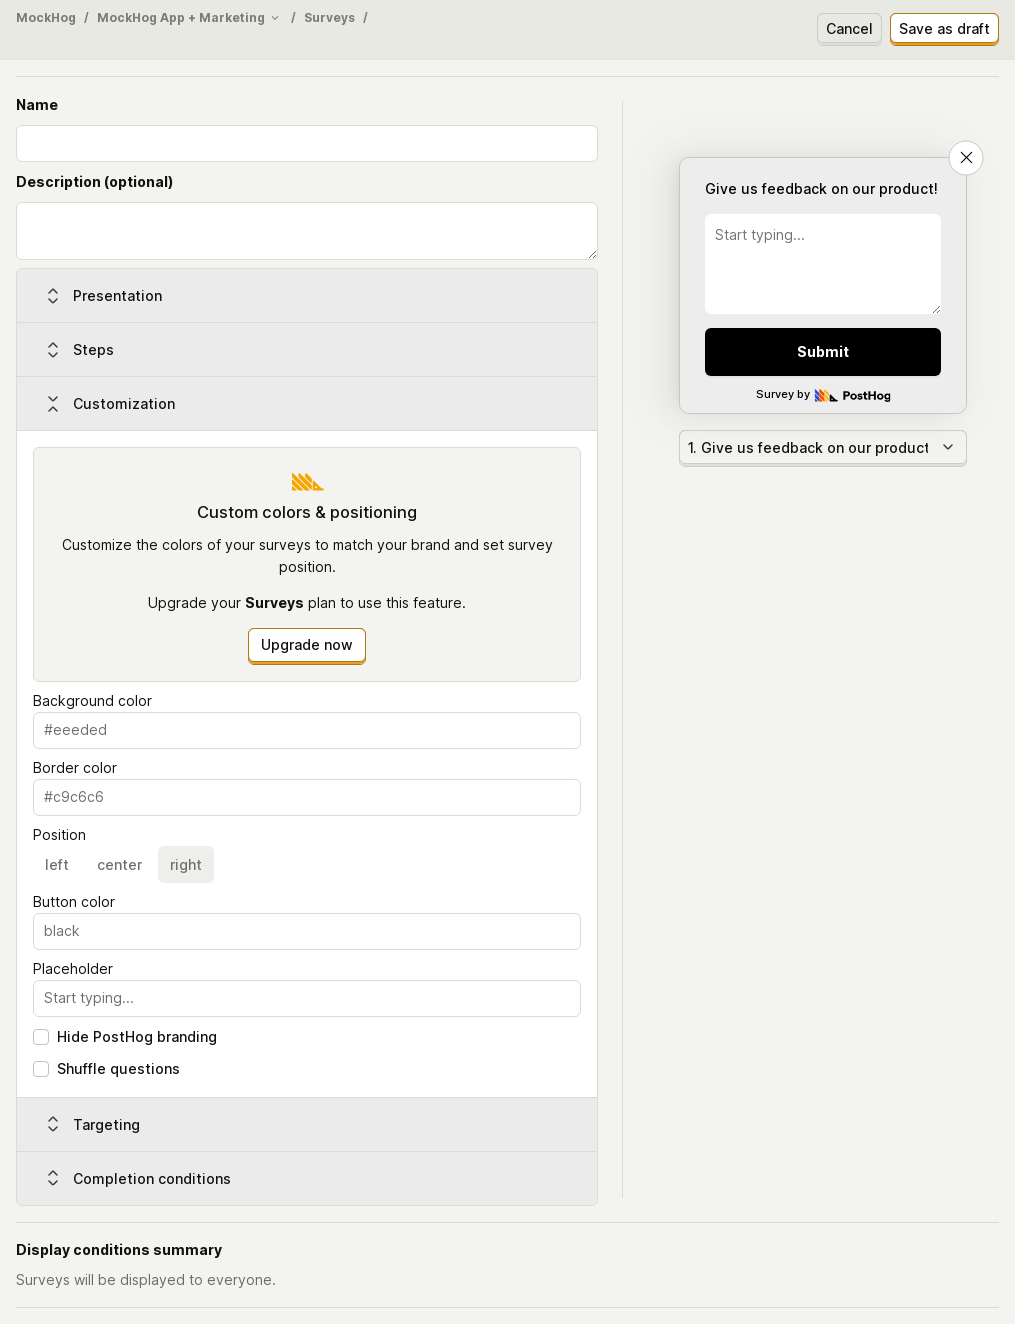 MockHog / MockHog App + Marketing / Surveys /
Cancel
Save as draft
Name
Description (optional)
Presentation
Steps
Customization
Custom colors & positioning
Customize the colors of your surveys to match your brand and set survey
position.
Upgrade your Surveys plan to use this feature.
Upgrade now
Background color
#eeeded
Border color
#c9c6c6
Position
left center right
Button color
black
Placeholder
Start typing...
Hide PostHog branding
Shuffle questions
Targeting
Completion conditions
Give us feedback on our product!
Start typing...
Submit
Survey by PostHog
1. Give us feedback on our product
Display conditions summary
Surveys will be displayed to everyone.